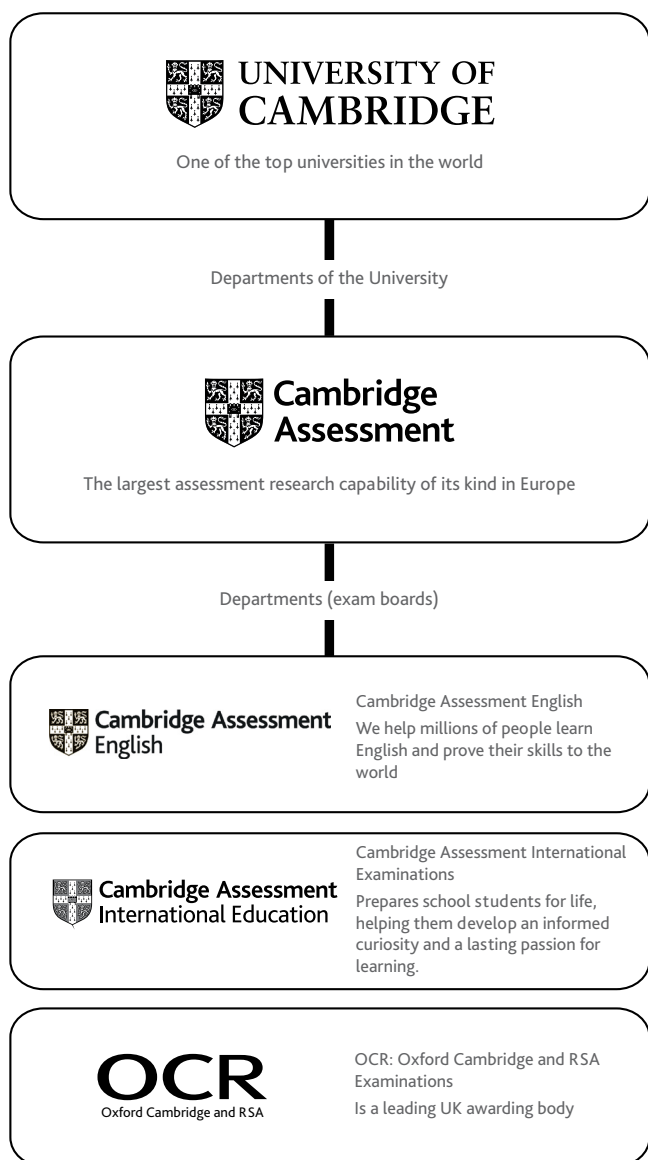 UNIVERSITY OF
CAMBRIDGE
One of the top universities in the world
Departments of the University
Cambridge
Assessment
The largest assessment research capability of its kind in Europe
Departments (exam boards)
Cambridge Assessment
English
Cambridge Assessment English
We help millions of people learn
English and prove their skills to the
world
Cambridge Assessment
International Education
Cambridge Assessment International
Examinations
Prepares school students for life,
helping them develop an informed
curiosity and a lasting passion for
learning.
OCR
Oxford Cambridge and RSA
OCR: Oxford Cambridge and RSA
Examinations
Is a leading UK awarding body